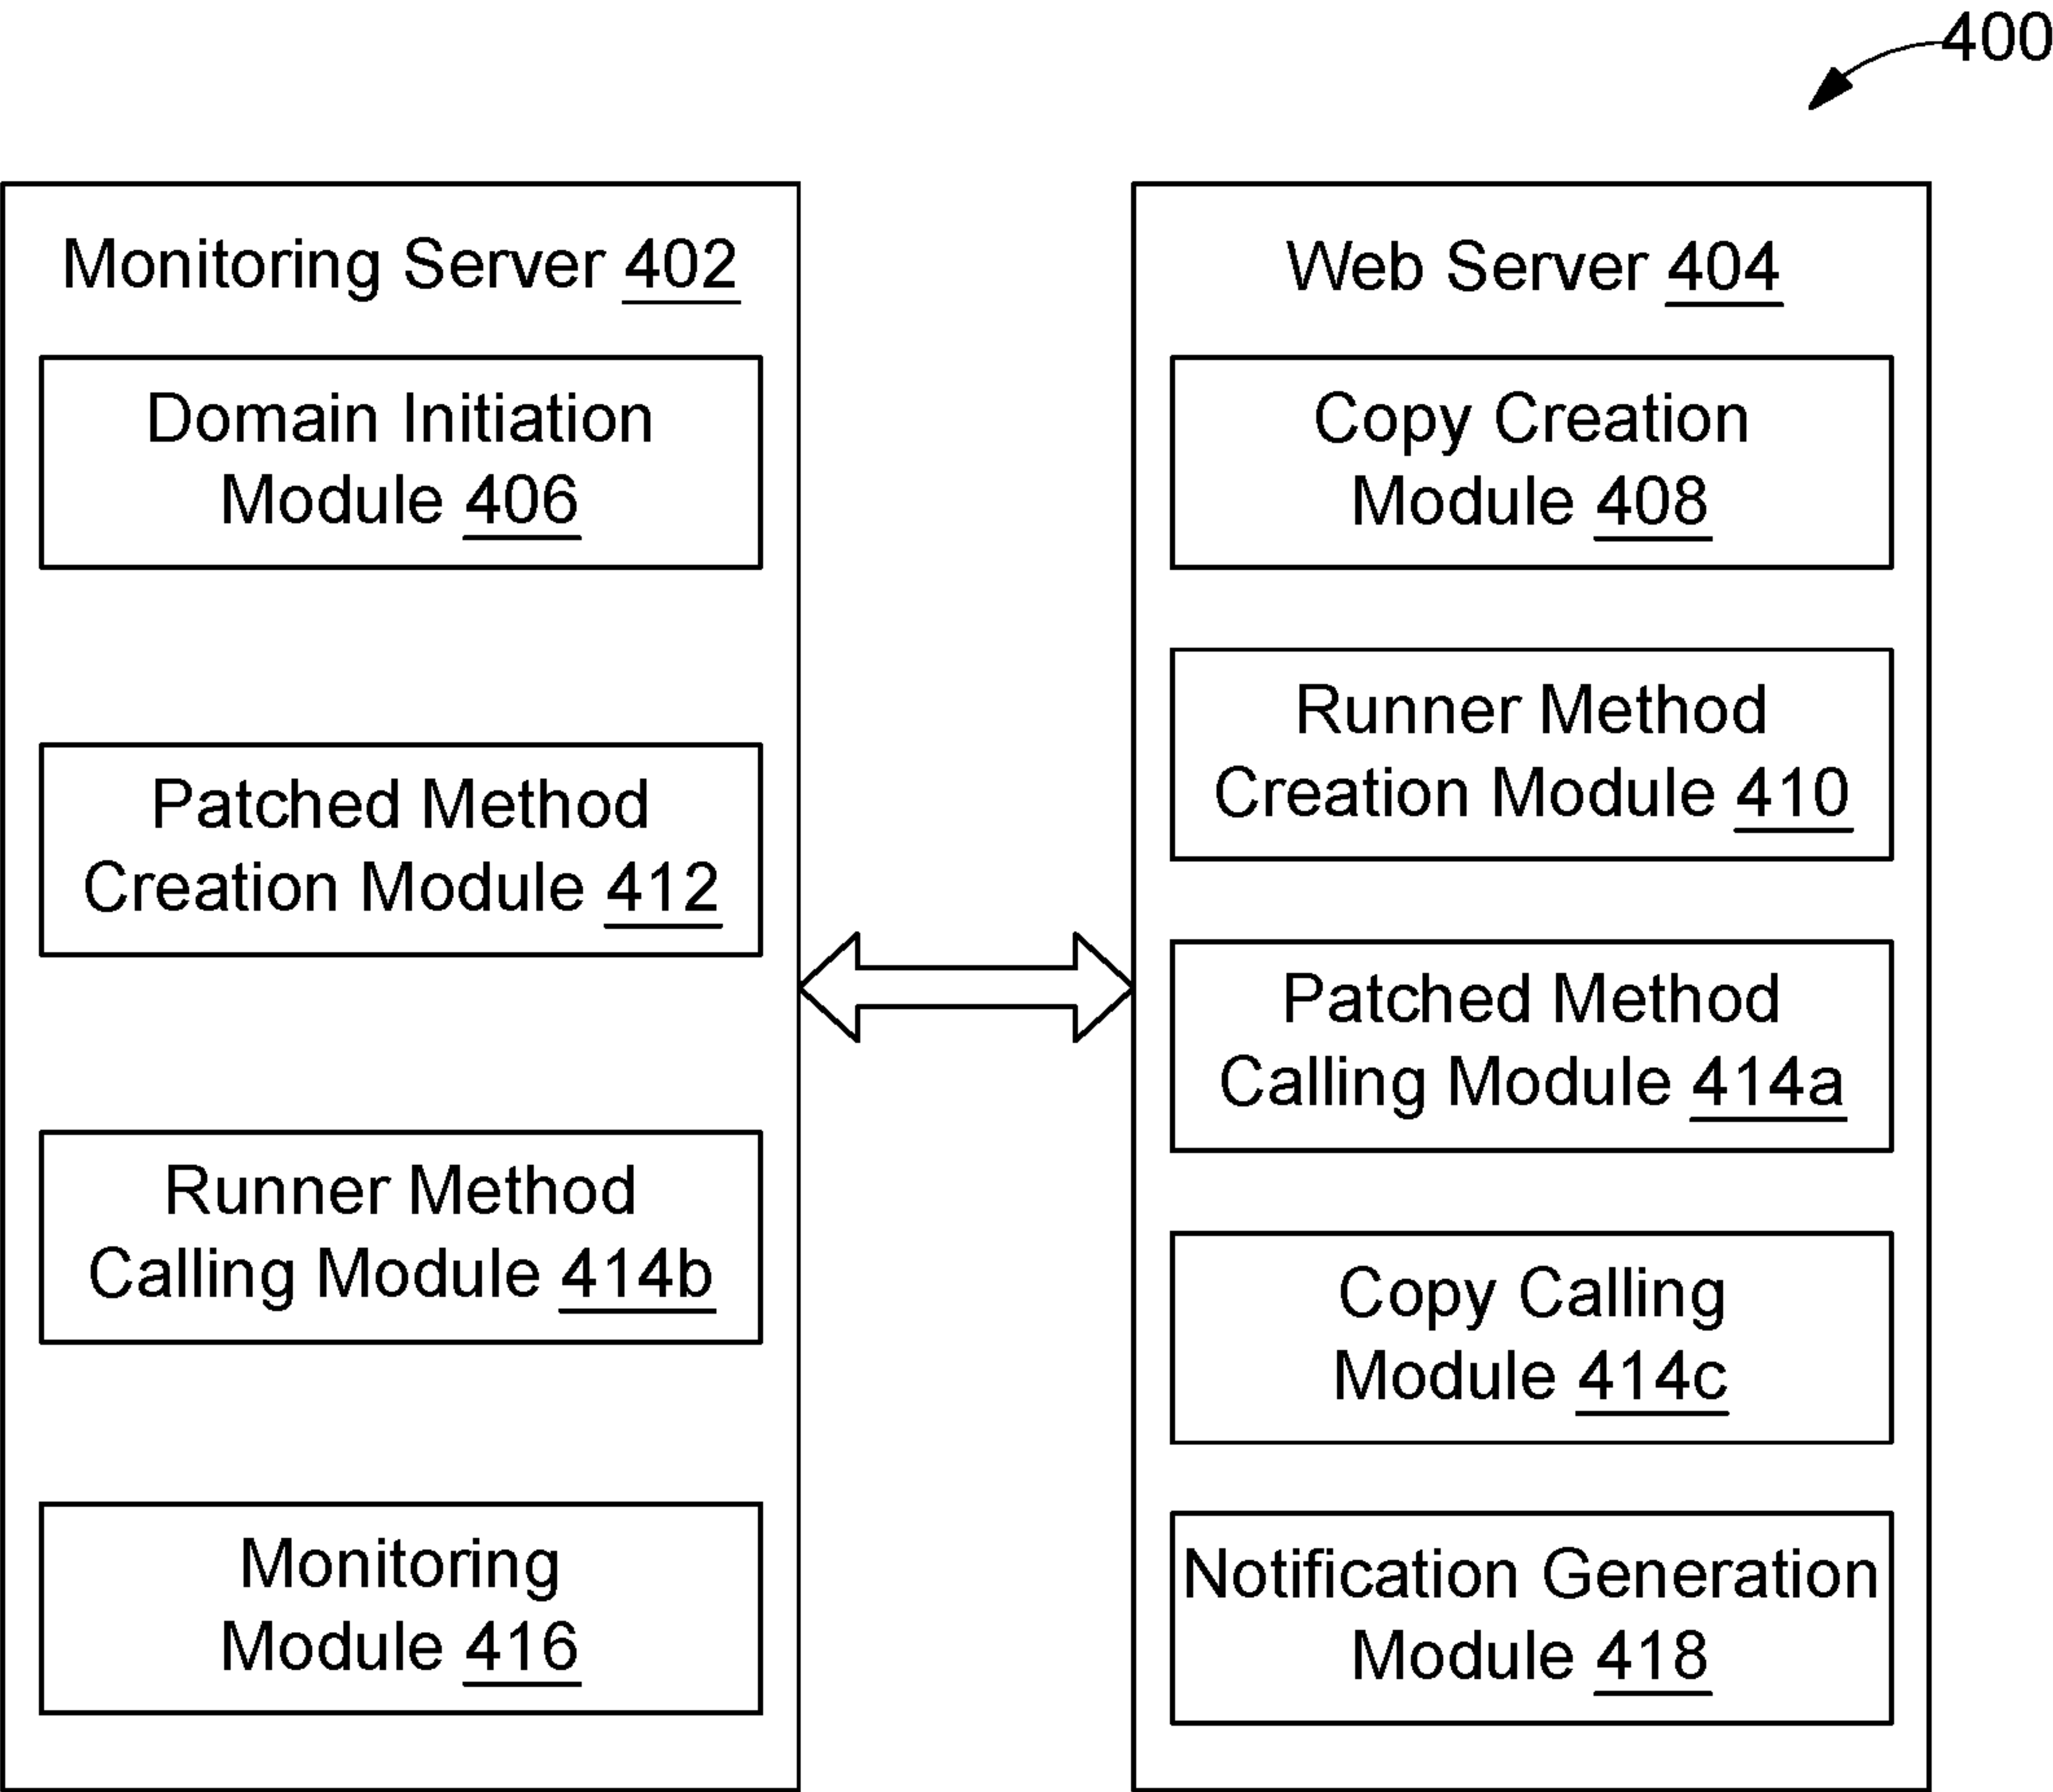 400
Monitoring Server 402
Domain Initiation
Module 406
Patched Method
Creation Module 412
Runner Method
Calling Module 414b
Monitoring
Module 416
Web Server 404
Copy Creation
Module 408
Runner Method
Creation Module 410
Patched Method
Calling Module 414a
Copy Calling
Module 414c
Notification Generation
Module 418